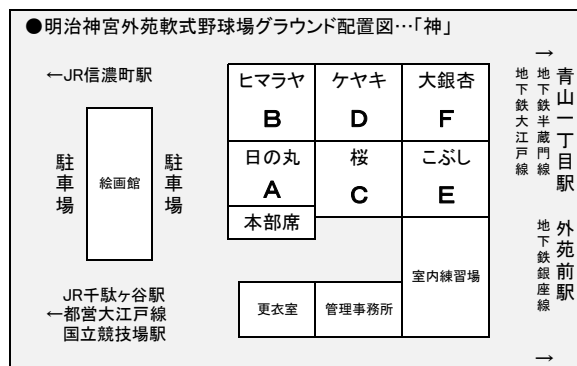 ●明治神宮外苑軟式野球場グラウンド配置図…「神」
←JR信濃町駅
ヒマラヤ
B
ケヤキ
D
大銀杏
F
→
青山一丁目駅
地下鉄半蔵門線
地下鉄大江戸線
駐車場
絵画館
駐車場
日の丸
A
桜
C
こぶし
E
本部席
外苑前駅
地下鉄銀座線
室内練習場
JR千駄ヶ谷駅
←都営大江戸線
国立競技場駅
更衣室
管理事務所
→